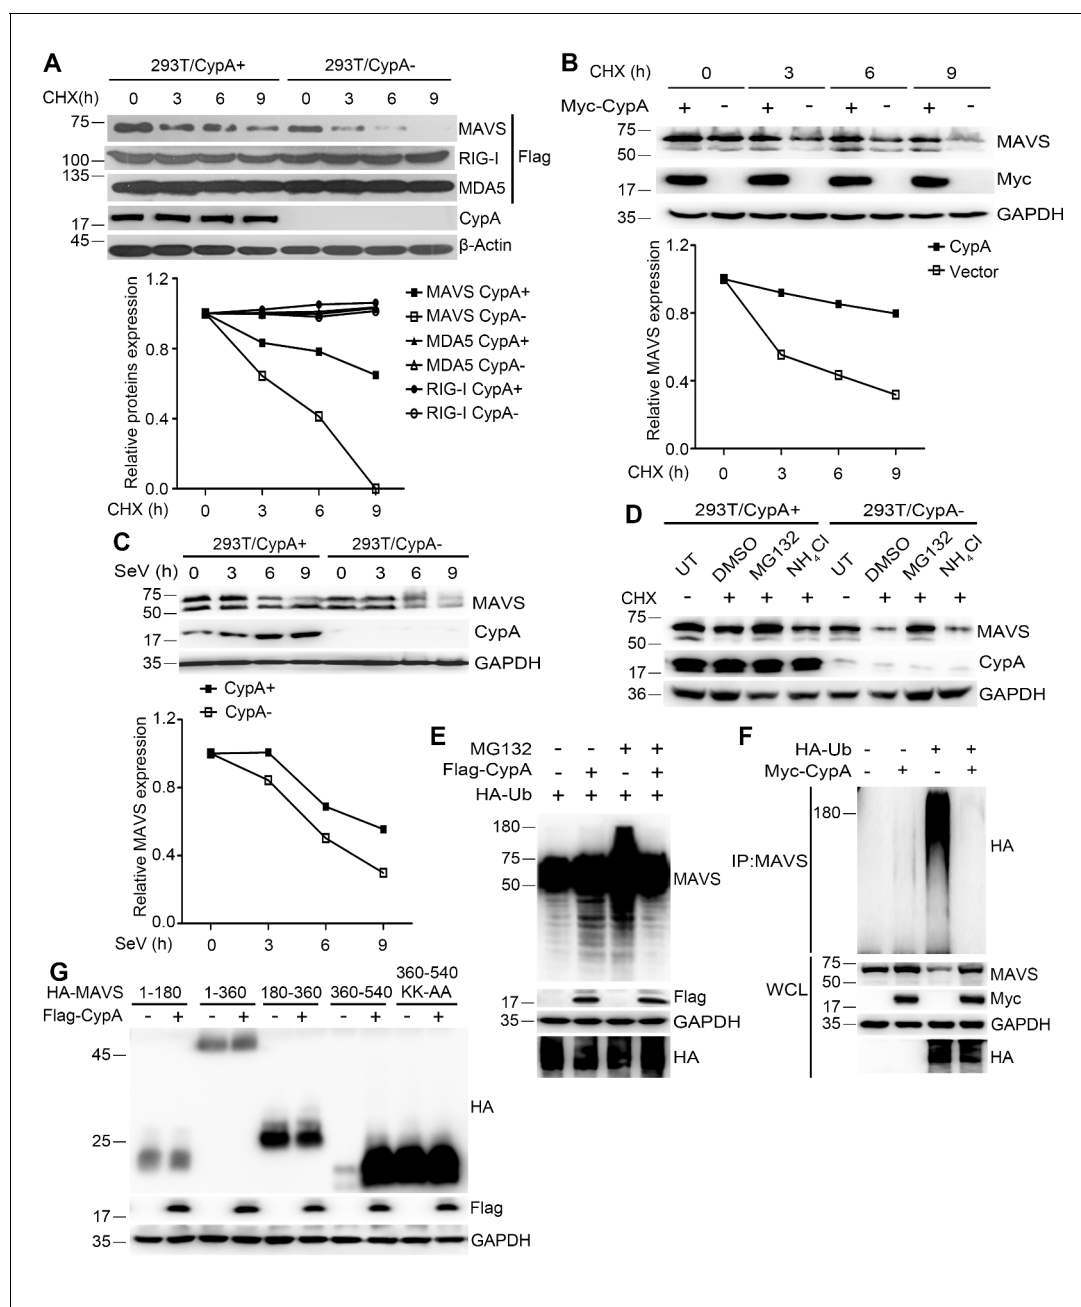 A
293T/CypA+ 293T/CypA-
CHX(h) 0 3 6 9 0 3 6 9
75
MAVS
100
RIG-I
Flag
135
MDA5
17
CypA
45
β-Actin
1.2
0.8
0.4
0.0
Relative proteins expression
MAVS CypA+
MAVS CypA-
MDA5 CypA+
MDA5 CypA-
RIG-I CypA+
RIG-I CypA-
CHX (h) 0 3 6 9
B
CHX (h) 0 3 6 9
Myc-CypA + - + - + - + -
75
50
MAVS
17
Myc
35
GAPDH
1.2
0.8
0.4
0.0
Relative MAVS expression
CypA
Vector
CHX (h) 0 3 6 9
C
293T/CypA+ 293T/CypA-
SeV (h) 0 3 6 9 0 3 6 9
75
50
MAVS
17
CypA
35
GAPDH
CypA+
CypA-
1.2
0.8
0.4
0.0
Relative MAVS expression
SeV (h) 0 3 6 9
D
293T/CypA+ 293T/CypA-
UT DMSO MG132 NH4Cl UT DMSO MG132 NH4Cl
CHX - + + + - + + +
75
50
MAVS
17
CypA
36
GAPDH
E
MG132 - - + +
Flag-CypA - + - +
HA-Ub + + + +
180
75
50
MAVS
17
Flag
35
GAPDH
HA
F
HA-Ub - - + +
Myc-CypA - + - +
180
IP:MAVS
HA
WCL
75
50
MAVS
17
Myc
35
GAPDH
HA
G
HA-MAVS 1-180 1-360 180-360 360-540 360-540 KK-AA
Flag-CypA - + - + - + - + - +
45
25
HA
17
Flag
35
GAPDH